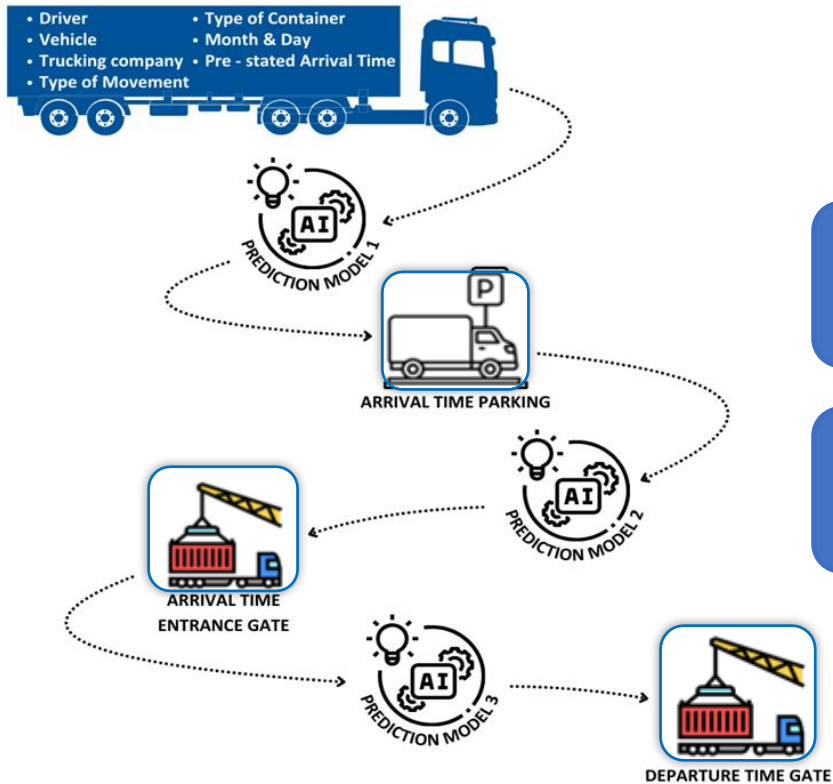 • Driver
• Vehicle
• Trucking company
• Type of Movement
• Type of Container
• Month & Day
• Pre - stated Arrival Time
AI
PREDICTION MODEL 1
P
ARRIVAL TIME PARKING
AI
PREDICTION MODEL 2
ARRIVAL TIME
ENTRANCE GATE
AI
PREDICTION MODEL 3
DEPARTURE TIME GATE